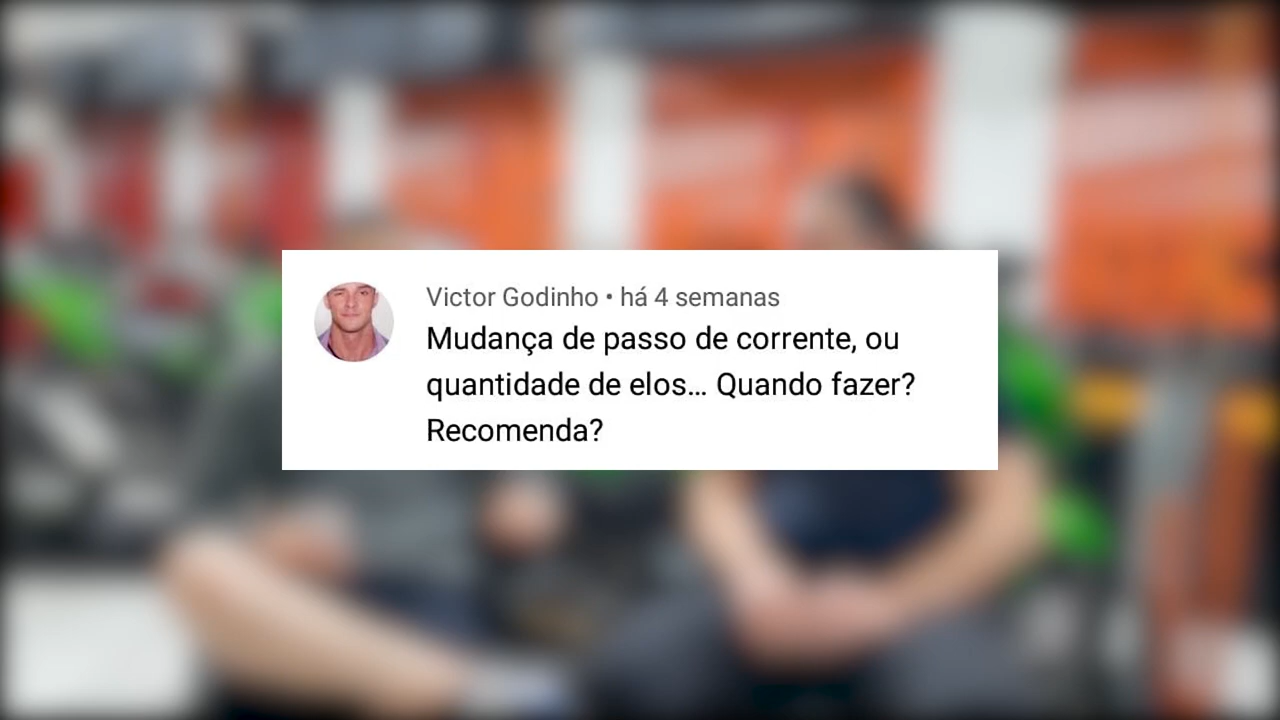 Victor Godinho • há 4 semanas
Mudança de passo de corrente, ou
quantidade de elos... Quando fazer?
Recomenda?